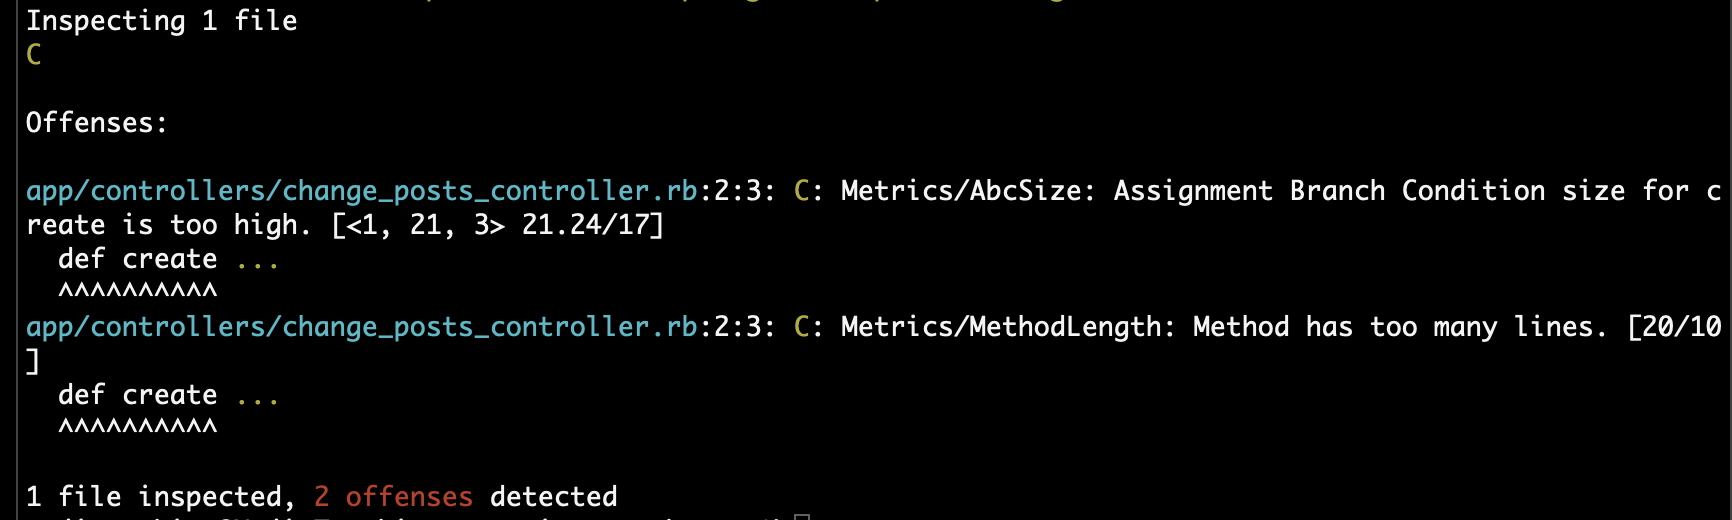 Inspecting 1 file
C
Offenses:
app/controllers/change_posts_controller.rb:2:3: C: Metrics/AbcSize: Assignment Branch Condition size for c
reate is too high. [<1, 21, 3> 21.24/17]
  def create ...
  ^^^^^^^^^^
app/controllers/change_posts_controller.rb:2:3: C: Metrics/MethodLength: Method has too many lines. [20/10
]
  def create ...
  ^^^^^^^^^^
1 file inspected, 2 offenses detected